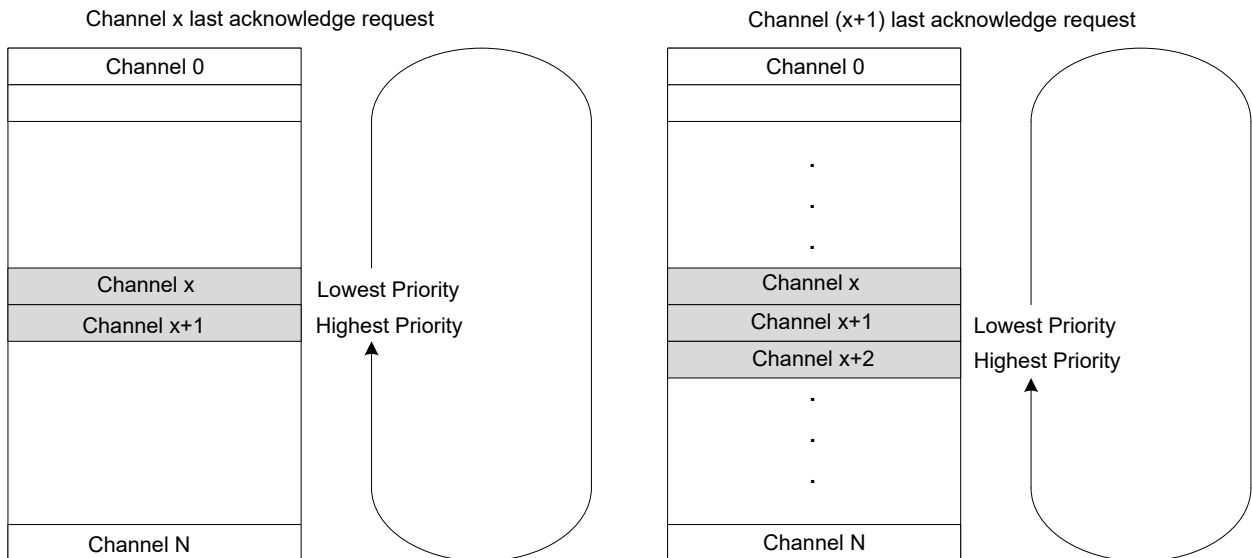 Channel x last acknowledge request
Channel 0
Channel x
Lowest Priority
Channel x+1
Highest Priority
Channel N
Channel (x+1) last acknowledge request
Channel 0
.
.
.
Channel x
Channel x+1
Lowest Priority
Channel x+2
Highest Priority
.
.
.
Channel N